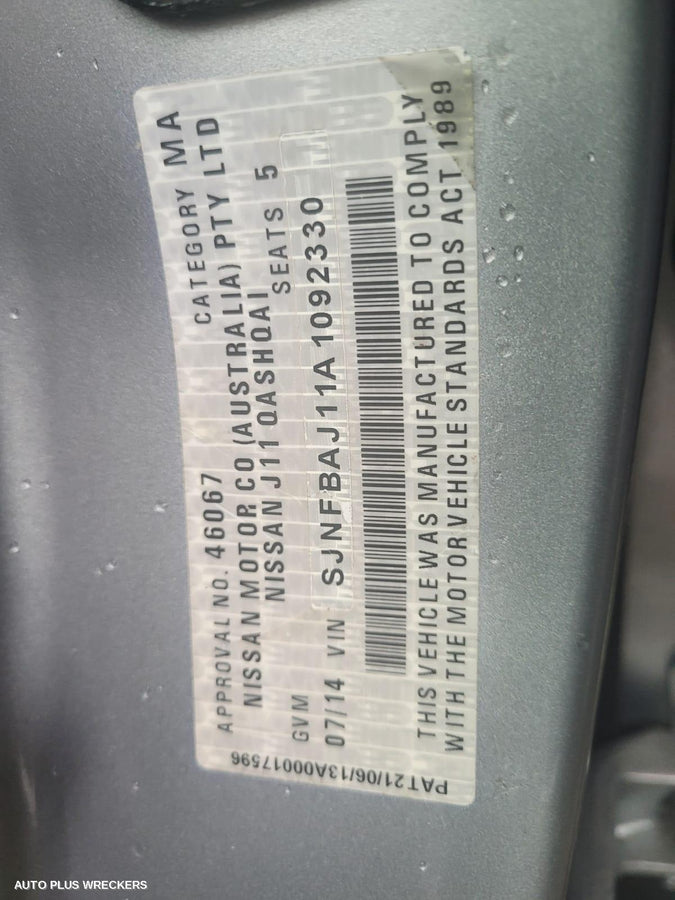 APPROVAL NO. 46067 CATEGORY MA
NISSAN MOTOR CO (AUSTRALIA) PTY LTD
NISSAN J11 QASHQAI
GVM SEATS 5
07/14 VIN SJNFBAJ11A1092330
THIS VEHICLE WAS MANUFACTURED TO COMPLY
WITH THE MOTOR VEHICLE STANDARDS ACT 1989
PAT21/06/13A00017596
AUTO PLUS WRECKERS